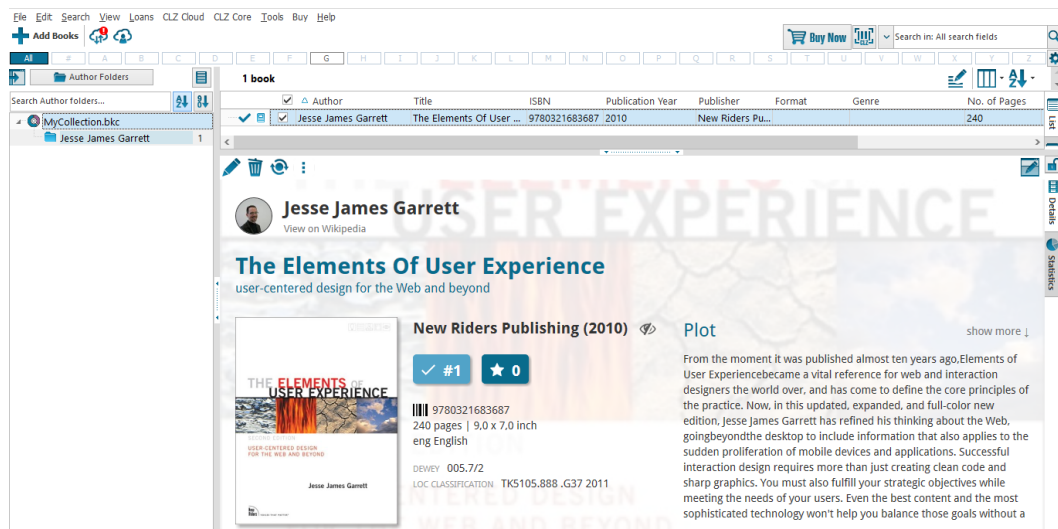 File Edit Search View Loans CLZ Cloud CLZ Core Tools Buy Help
Add Books
Buy Now
Search in: All search fields
All # A B C D E F G H I J K L M N O P Q R S T U V W X Y Z
Author Folders
1 book
Search Author folders...
Author Title ISBN Publication Year Publisher Format Genre No. of Pages
MyCollection.bkc
Jesse James Garrett The Elements Of User ... 9780321683687 2010 New Riders Pu... 240
Jesse James Garrett 1
List
Details
Statistics
USER EXPERIENCE
Jesse James Garrett
View on Wikipedia
The Elements Of User Experience
user-centered design for the Web and beyond
New Riders Publishing (2010)
#1
0
9780321683687
240 pages | 9,0 x 7,0 inch
eng English
DEWEY 005.7/2
LOC CLASSIFICATION TK5105.888 .G37 2011
THE ELEMENTS OF
USER EXPERIENCE
SECOND EDITION
USER-CENTERED DESIGN
FOR THE WEB AND BEYOND
Jesse James Garrett
Plot
show more ↓
From the moment it was published almost ten years ago,Elements of
User Experiencebecame a vital reference for web and interaction
designers the world over, and has come to define the core principles of
the practice. Now, in this updated, expanded, and full-color new
edition, Jesse James Garrett has refined his thinking about the Web,
goingbeyondthe desktop to include information that also applies to the
sudden proliferation of mobile devices and applications. Successful
interaction design requires more than just creating clean code and
sharp graphics. You must also fulfill your strategic objectives while
meeting the needs of your users. Even the best content and the most
sophisticated technology won't help you balance those goals without a